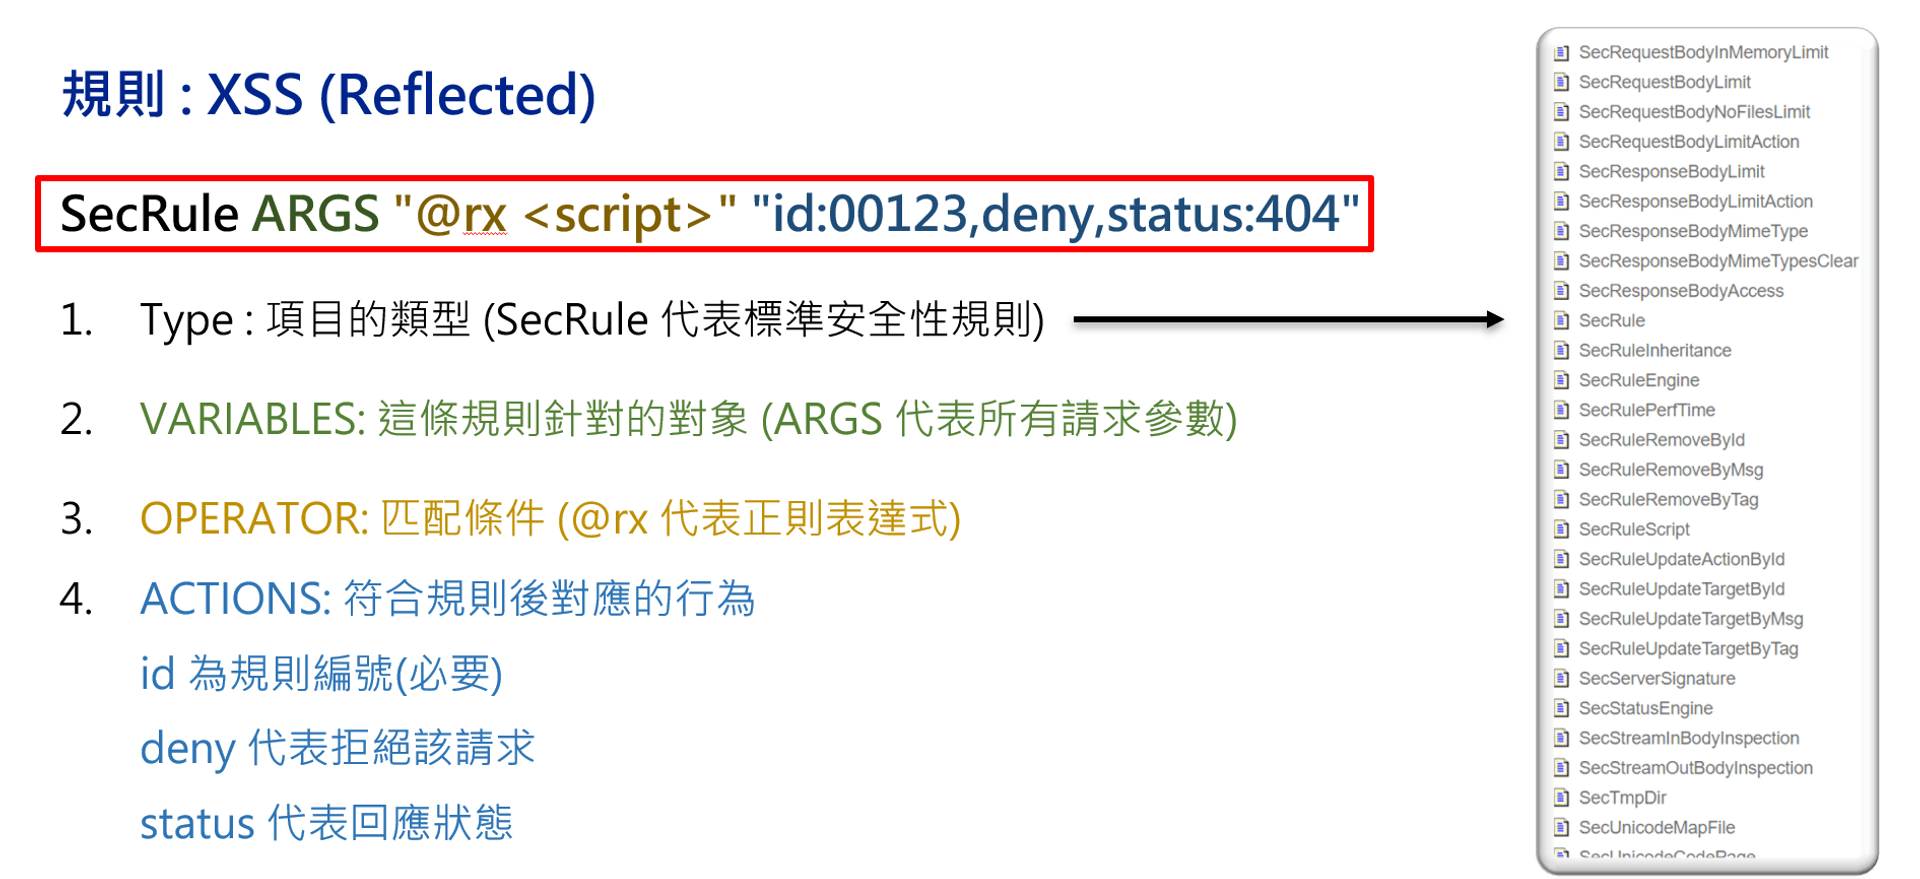 規則 : XSS (Reflected)
SecRule ARGS "@rx <script>" "id:00123,deny,status:404"
1. Type : 項目的類型 (SecRule 代表標準安全性規則)
2. VARIABLES: 這條規則針對的對象 (ARGS 代表所有請求參數)
3. OPERATOR: 匹配條件 (@rx 代表正則表達式)
4. ACTIONS: 符合規則後對應的行為
id 為規則編號(必要)
deny 代表拒絕該請求
status 代表回應狀態
SecRequestBodyInMemoryLimit
SecRequestBodyLimit
SecRequestBodyNoFilesLimit
SecRequestBodyLimitAction
SecResponseBodyLimit
SecResponseBodyLimitAction
SecResponseBodyMimeType
SecResponseBodyMimeTypesClear
SecResponseBodyAccess
SecRule
SecRuleInheritance
SecRuleEngine
SecRulePerfTime
SecRuleRemoveById
SecRuleRemoveByMsg
SecRuleRemoveByTag
SecRuleScript
SecRuleUpdateActionById
SecRuleUpdateTargetById
SecRuleUpdateTargetByMsg
SecRuleUpdateTargetByTag
SecServerSignature
SecStatusEngine
SecStreamInBodyInspection
SecStreamOutBodyInspection
SecTmpDir
SecUnicodeMapFile
SecUnicodeCodePage